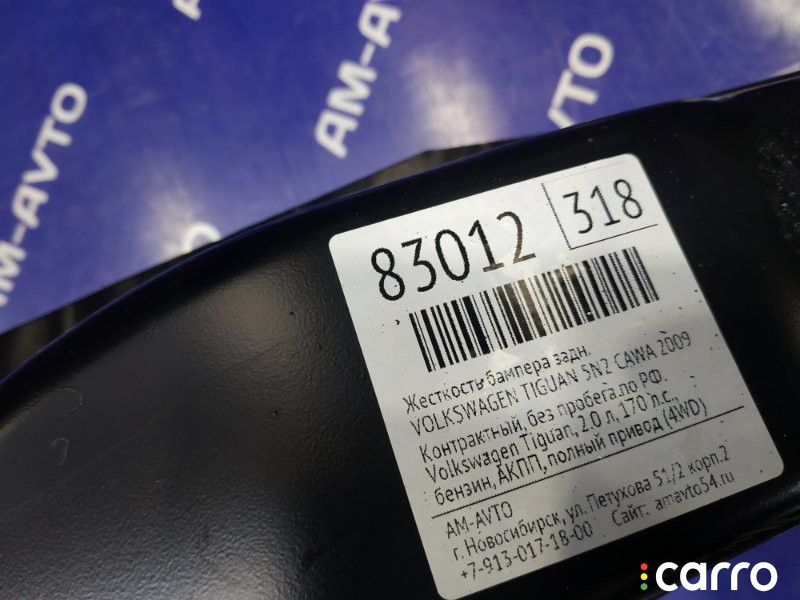 AM-AVTO
AM-AVTO
AM-AVTO
83012
318
Жесткость бампера задн.
VOLKSWAGEN TIGUAN 5N2 CAWA 2009
Контрактный, без пробега по РФ.
Volkswagen Tiguan, 2.0 л, 170 л.с.,
бензин, АКПП, полный привод (4WD)
АМ-АВТО
г. Новосибирск, ул. Петухова 51/2 корп.2
+7-913-017-18-00 Сайт: amavto54.ru
carro